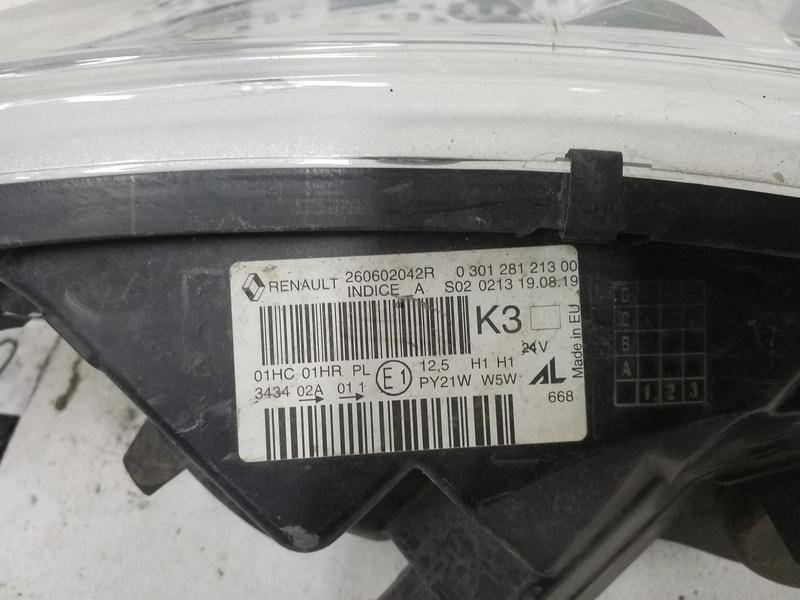 RENAULT 260602042R 0 301 281 213 00
INDICE A S02 0213 19.08.19
K3
24V
Made in EU
01HC 01HR PL E1 12,5 H1 H1
3434 02A 01 1 PY21W W5W
AL
668
D
C
B
A
1 2 3